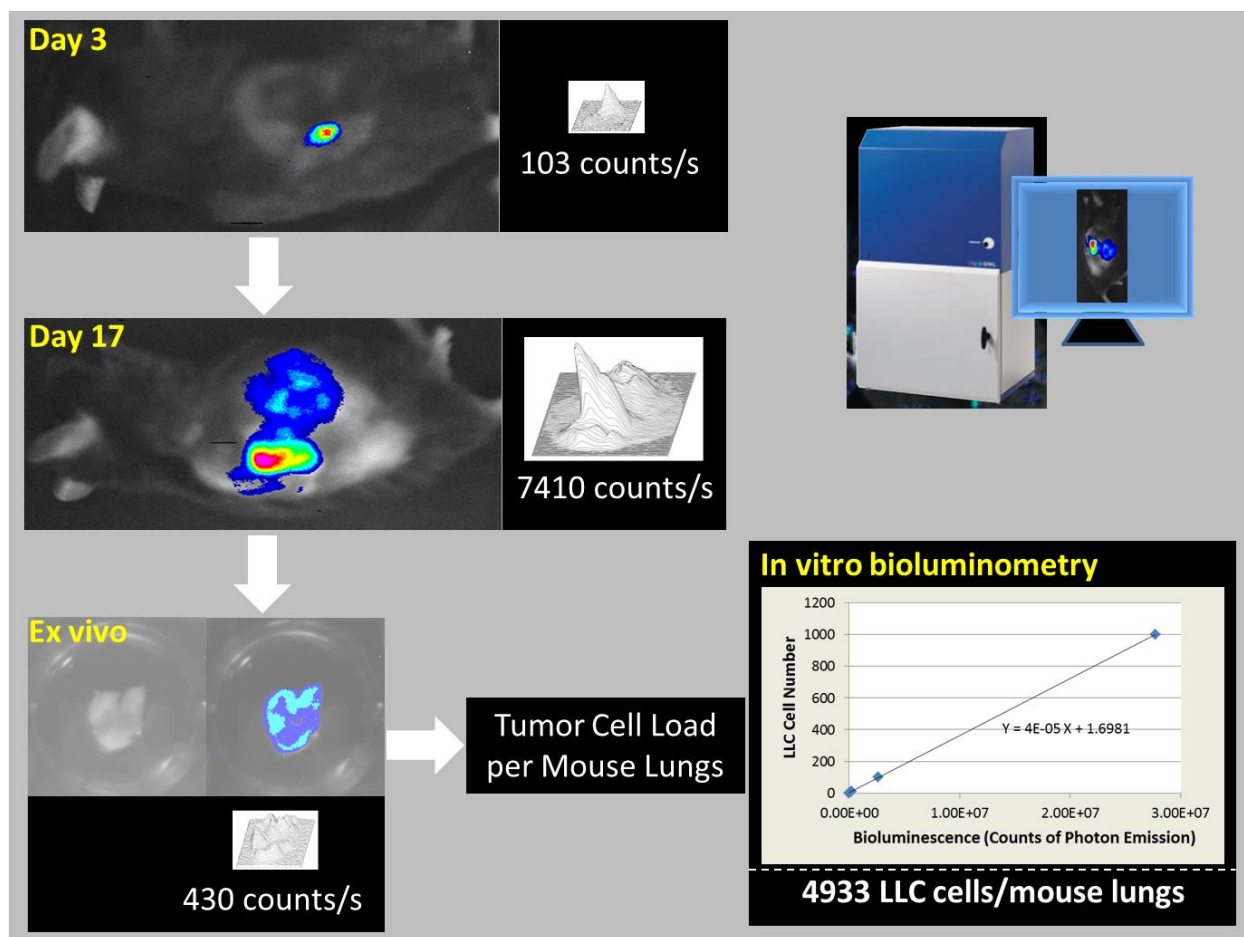 Day 3
103 counts/s
Day 17
7410 counts/s
Ex vivo
430 counts/s
Tumor Cell Load
per Mouse Lungs
In vitro bioluminometry
1200
1000
800
600
400
200
0
LLC Cell Number
Y = 4E-05 X + 1.6981
0.00E+00 1.00E+07 2.00E+07 3.00E+07
Bioluminescence (Counts of Photon Emission)
4933 LLC cells/mouse lungs